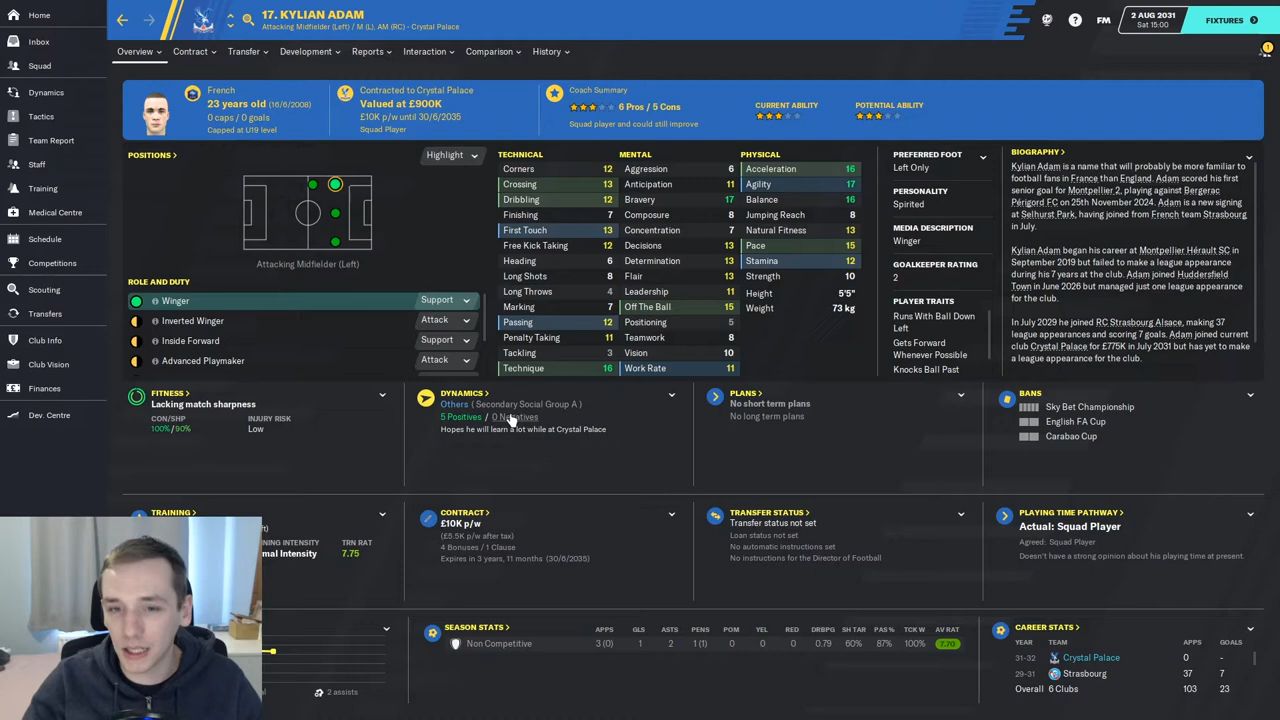 Home
Inbox
Squad
Dynamics
Tactics
Team Report
Staff
Training
Medical Centre
Schedule
Competitions
Scouting
Transfers
Club Info
Club Vision
Finances
Dev. Centre
17. KYLIAN ADAM
Attacking Midfielder (Left) / M (L), AM (RC) - Crystal Palace
FM
2 AUG 2031
Sat 15:00
FIXTURES
1
Overview
Contract
Transfer
Development
Reports
Interaction
Comparison
History
French
23 years old (16/6/2008)
0 caps / 0 goals
Capped at U19 level
Contracted to Crystal Palace
Valued at £900K
£10K p/w until 30/6/2035
Squad Player
Coach Summary
6 Pros / 5 Cons
Squad player and could still improve
CURRENT ABILITY
POTENTIAL ABILITY
POSITIONS
Highlight
Attacking Midfielder (Left)
ROLE AND DUTY
Winger Support
Inverted Winger Attack
Inside Forward Support
Advanced Playmaker Attack
TECHNICAL
Corners 12
Crossing 13
Dribbling 12
Finishing 7
First Touch 13
Free Kick Taking 12
Heading 6
Long Shots 8
Long Throws 4
Marking 7
Passing 12
Penalty Taking 11
Tackling 3
Technique 16
MENTAL
Aggression 6
Anticipation 11
Bravery 17
Composure 8
Concentration 7
Decisions 13
Determination 13
Flair 13
Leadership 11
Off The Ball 15
Positioning 5
Teamwork 8
Vision 10
Work Rate 11
PHYSICAL
Acceleration 16
Agility 17
Balance 16
Jumping Reach 8
Natural Fitness 13
Pace 15
Stamina 12
Strength 10
Height 5'5"
Weight 73 kg
PREFERRED FOOT
Left Only
PERSONALITY
Spirited
MEDIA DESCRIPTION
Winger
GOALKEEPER RATING
2
PLAYER TRAITS
Runs With Ball Down
Left
Gets Forward
Whenever Possible
Knocks Ball Past
BIOGRAPHY
Kylian Adam is a name that will probably be more familiar to
football fans in France than in England. Adam scored his first
senior goal for Montpellier 2, playing against Bergerac
Périgord FC on 25th November 2024. Adam is a new signing
at Selhurst Park, having joined from French team Strasbourg
in July.
Kylian Adam began his career at Montpellier Hérault SC in
September 2019 but failed to make a league appearance
during his 7 years at the club. Adam joined Huddersfield
Town in June 2026 but managed just one league appearance
for the club.
In July 2029 he joined RC Strasbourg Alsace, making 37
league appearances and scoring 7 goals. Adam joined current
club Crystal Palace for £775K in July 2031 but has yet to make
a league appearance for the club.
FITNESS
Lacking match sharpness
CON/SHP
100%/90%
INJURY RISK
Low
DYNAMICS
Others ( Secondary Social Group A )
5 Positives / 0 Negatives
Hopes he will learn a lot while at Crystal Palace
PLANS
No short term plans
No long term plans
BANS
Sky Bet Championship
English FA Cup
Carabao Cup
TRAINING
NING INTENSITY
mal Intensity
TRN RAT
7.75
CONTRACT
£10K p/w
(£5.5K p/w after tax)
4 Bonuses / 1 Clause
Expires in 3 years, 11 months (30/6/2035)
TRANSFER STATUS
Transfer status not set
Loan status not set
No automatic instructions set
No instructions for the Director of Football
PLAYING TIME PATHWAY
Actual: Squad Player
Agreed: Squad Player
Doesn't have a strong opinion about his playing time at present.
2 assists
SEASON STATS APPS GLS ASTS PENS POM YEL RED DRBPG SH TAR PAS % TCK W AV RAT
Non Competitive 3 (0) 1 2 1 (1) 0 0 0 0.79 60% 87% 100% 7.70
CAREER STATS
YEAR TEAM APPS GOALS
31-32 Crystal Palace 0 -
29-31 Strasbourg 37 7
Overall 6 Clubs 103 23